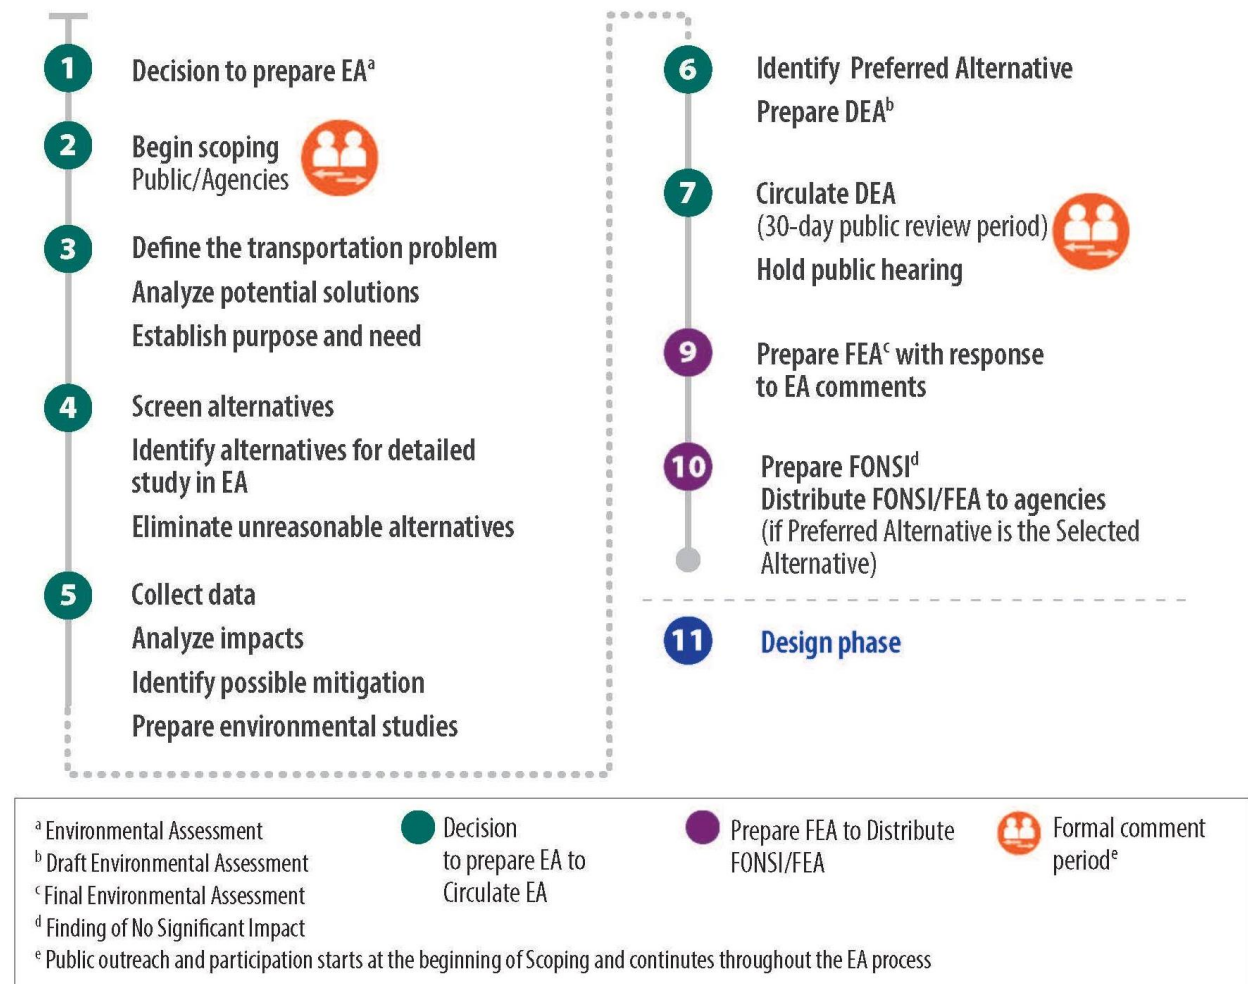 1 Decision to prepare EAᵃ
2 Begin scoping
Public/Agencies
3 Define the transportation problem
Analyze potential solutions
Establish purpose and need
4 Screen alternatives
Identify alternatives for detailed
study in EA
Eliminate unreasonable alternatives
5 Collect data
Analyze impacts
Identify possible mitigation
Prepare environmental studies
6 Identify Preferred Alternative
Prepare DEAᵇ
7 Circulate DEA
(30-day public review period)
Hold public hearing
9 Prepare FEAᶜ with response
to EA comments
10 Prepare FONSIᵈ
Distribute FONSI/FEA to agencies
(if Preferred Alternative is the Selected
Alternative)
11 Design phase
ᵃ Environmental Assessment
ᵇ Draft Environmental Assessment
ᶜ Final Environmental Assessment
ᵈ Finding of No Significant Impact
ᵉ Public outreach and participation starts at the beginning of Scoping and continutes throughout the EA process
Decision
to prepare EA to
Circulate EA
Prepare FEA to Distribute
FONSI/FEA
Formal comment
periodᵉ